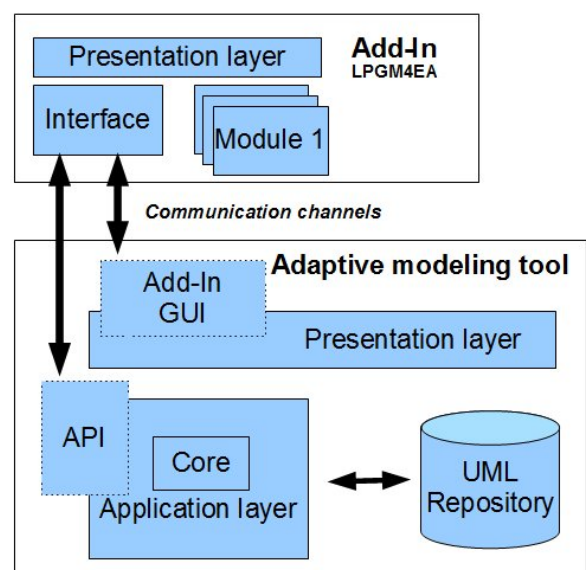 Add-In
LPGM4EA
Presentation layer
Interface
Module 1
Communication channels
Adaptive modeling tool
Add-In
GUI
Presentation layer
API
Core
Application layer
UML
Repository